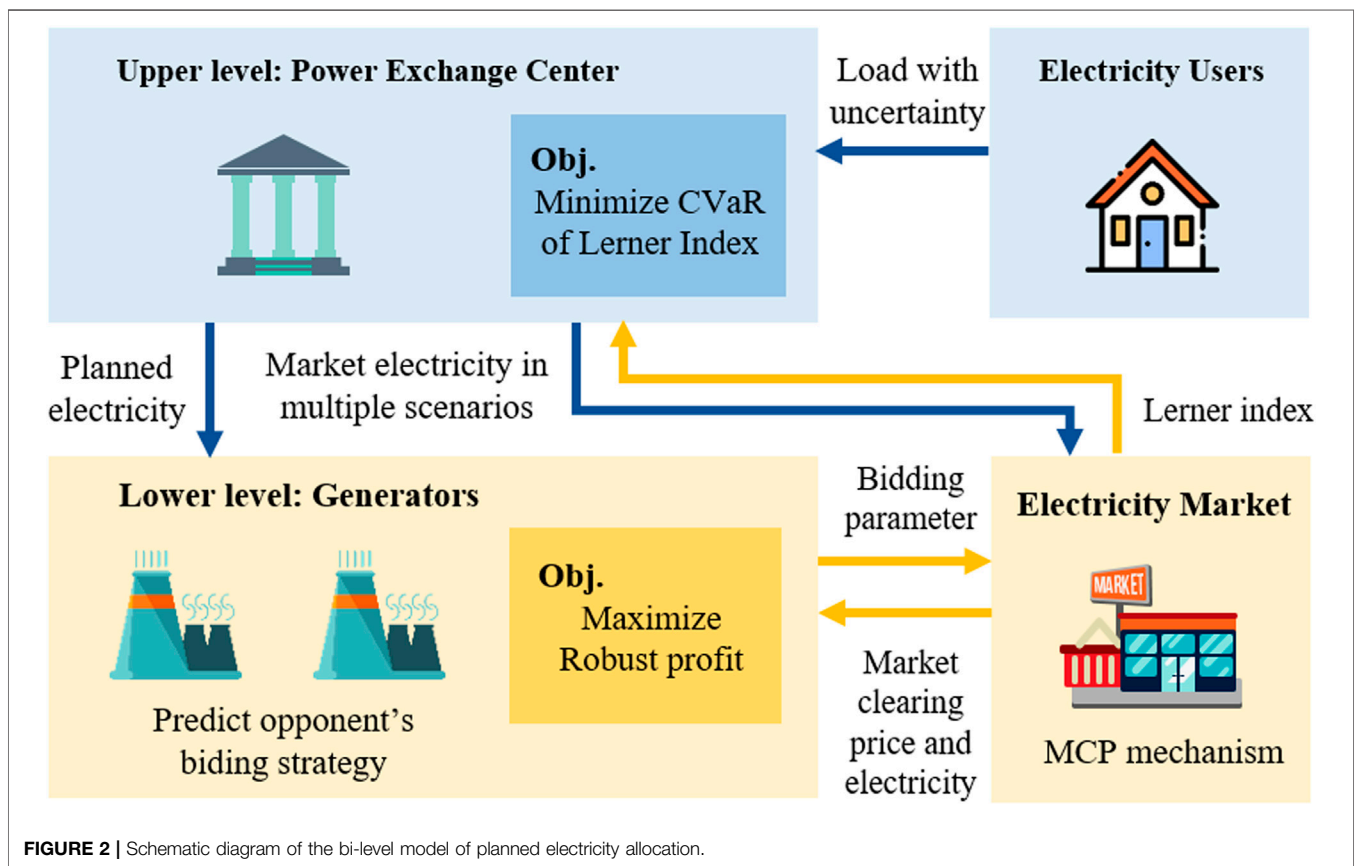 Upper level: Power Exchange Center
Obj.
Minimize CVaR
of Lerner Index
Load with
uncertainty
Electricity Users
Planned
electricity
Market electricity in
multiple scenarios
Lerner index
Lower level: Generators
Predict opponent's
biding strategy
Obj.
Maximize
Robust profit
Bidding
parameter
Market
clearing
price and
electricity
Electricity Market
MARKET
MCP mechanism
FIGURE 2 | Schematic diagram of the bi-level model of planned electricity allocation.